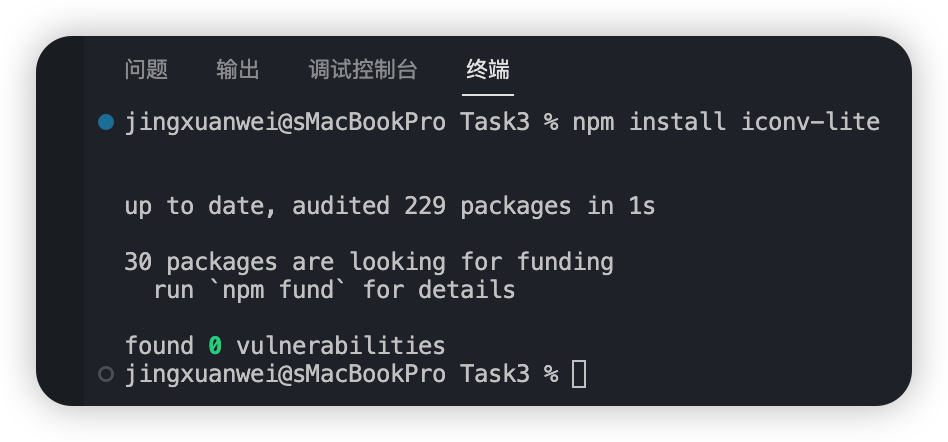 问题 输出 调试控制台 终端
jingxuanwei@sMacBookPro Task3 % npm install iconv-lite
up to date, audited 229 packages in 1s
30 packages are looking for funding
  run `npm fund` for details
found 0 vulnerabilities
jingxuanwei@sMacBookPro Task3 %